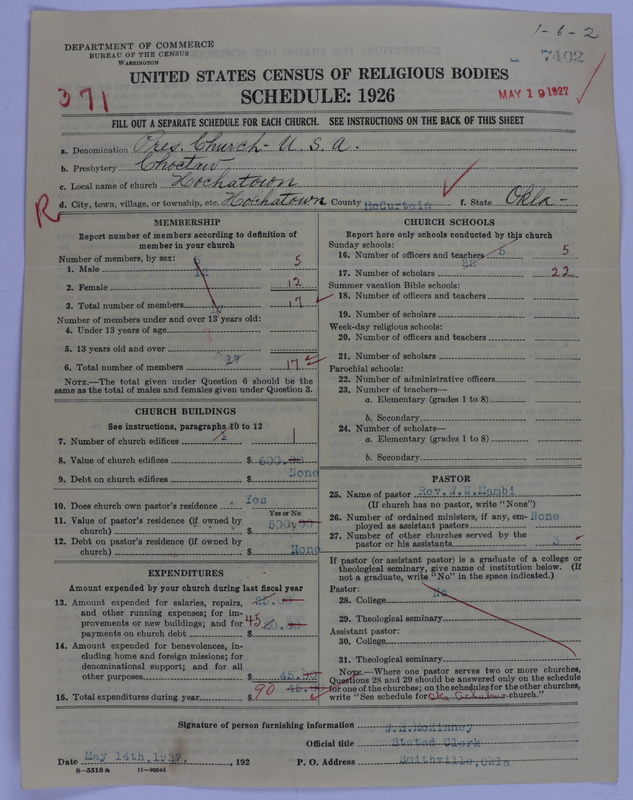 1-6-2
DEPARTMENT OF COMMERCE
BUREAU OF THE CENSUS
WASHINGTON
7402
UNITED STATES CENSUS OF RELIGIOUS BODIES
SCHEDULE: 1926
371
MAY 19 1927
FILL OUT A SEPARATE SCHEDULE FOR EACH CHURCH. SEE INSTRUCTIONS ON THE BACK OF THIS SHEET
a. Denomination Pres. Church - U. S. A.
b. Presbytery Choctaw
c. Local name of church Hochatown
d. City, town, village, or township, etc. Hochatown County McCurtain f. State Okla -
R
MEMBERSHIP
Report number of members according to definition of
member in your church
Number of members, by sex:
1. Male 5
2. Female 12
3. Total number of members 17
Number of members under and over 13 years old:
4. Under 13 years of age
5. 13 years old and over
6. Total number of members 17
NOTE.—The total given under Question 6 should be the
same as the total of males and females given under Question 3.
CHURCH BUILDINGS
See instructions, paragraphs 10 to 12
7. Number of church edifices 1
8. Value of church edifices $ 600.00
9. Debt on church edifices $ None
10. Does church own pastor's residence Yes
Yes or No
11. Value of pastor's residence (if owned by
church) $ 500.00
12. Debt on pastor's residence (if owned by
church) $ None
EXPENDITURES
Amount expended by your church during last fiscal year
13. Amount expended for salaries, repairs,
and other running expenses; for im-
provements or new buildings; and for
payments on church debt $ 45
14. Amount expended for benevolences, in-
cluding home and foreign missions; for
denominational support; and for all
other purposes $ 45.00
15. Total expenditures during year $ 90 45.00
CHURCH SCHOOLS
Report here only schools conducted by this church
Sunday schools:
16. Number of officers and teachers 5 5
17. Number of scholars 22
Summer vacation Bible schools:
18. Number of officers and teachers
19. Number of scholars
Week-day religious schools:
20. Number of officers and teachers
21. Number of scholars
Parochial schools:
22. Number of administrative officers
23. Number of teachers—
a. Elementary (grades 1 to 8)
b. Secondary
24. Number of scholars—
a. Elementary (grades 1 to 8)
b. Secondary
PASTOR
25. Name of pastor Rev. W.W. Mambi
(If church has no pastor, write "None")
26. Number of ordained ministers, if any, em-
ployed as assistant pastors None
27. Number of other churches served by the
pastor or his assistants 3
If pastor (or assistant pastor) is a graduate of a college or
theological seminary, give name of institution below. (If
not a graduate, write "No" in the space indicated.)
Pastor:
28. College No
29. Theological seminary
Assistant pastor:
30. College
31. Theological seminary
NOTE.—Where one pastor serves two or more churches,
Questions 28 and 29 should be answered only on the schedule
for one of the churches; on the schedules for the other churches,
write "See schedule for church."
Signature of person furnishing information J.H. McKinney
Official title Stated Clerk
Date May 14th, 1927. , 192 P. O. Address Smithville, Okla
8—5318 a